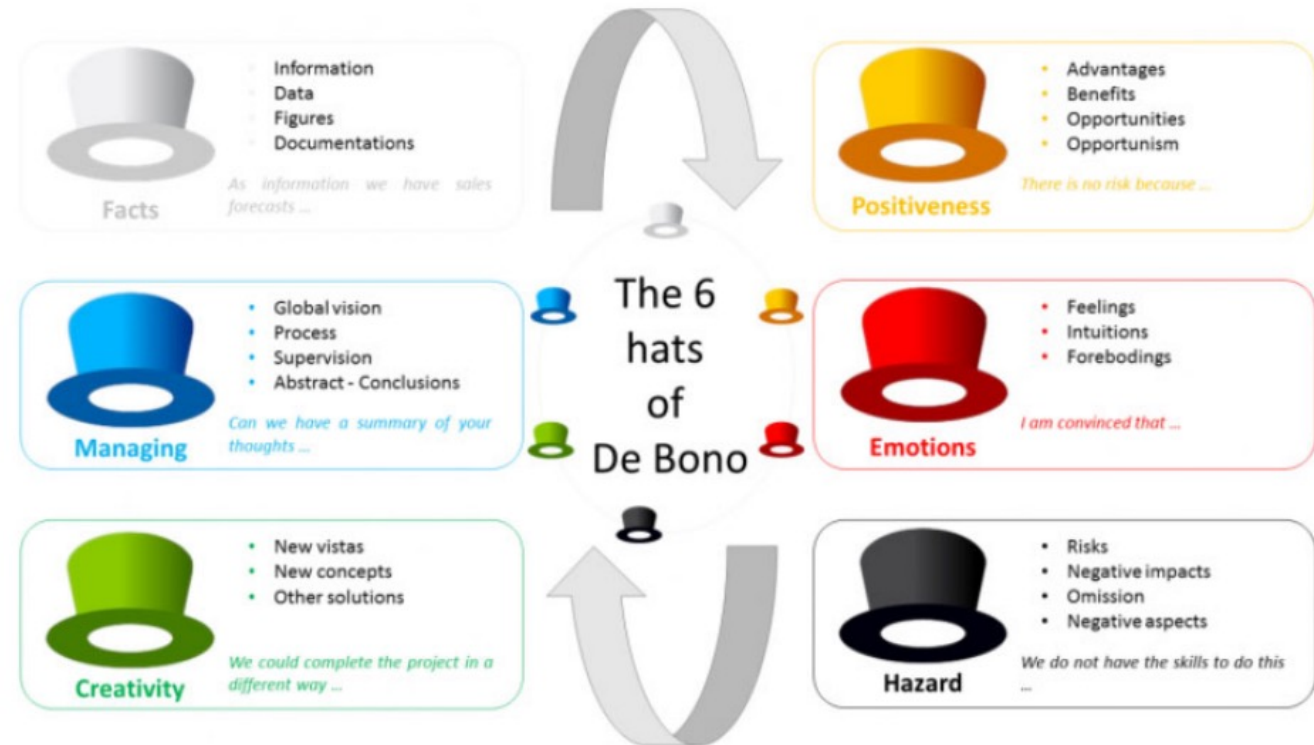 Information
Data
Figures
Documentations
As information we have sales
forecasts ...
Facts
Advantages
Benefits
Opportunities
Opportunism
There is no risk because ...
Positiveness
The 6
hats
of
De Bono
Global vision
Process
Supervision
Abstract - Conclusions
Can we have a summary of your
thoughts ...
Managing
Feelings
Intuitions
Forebodings
I am convinced that ...
Emotions
New vistas
New concepts
Other solutions
We could complete the project in a
different way ...
Creativity
Risks
Negative impacts
Omission
Negative aspects
We do not have the skills to do this
...
Hazard